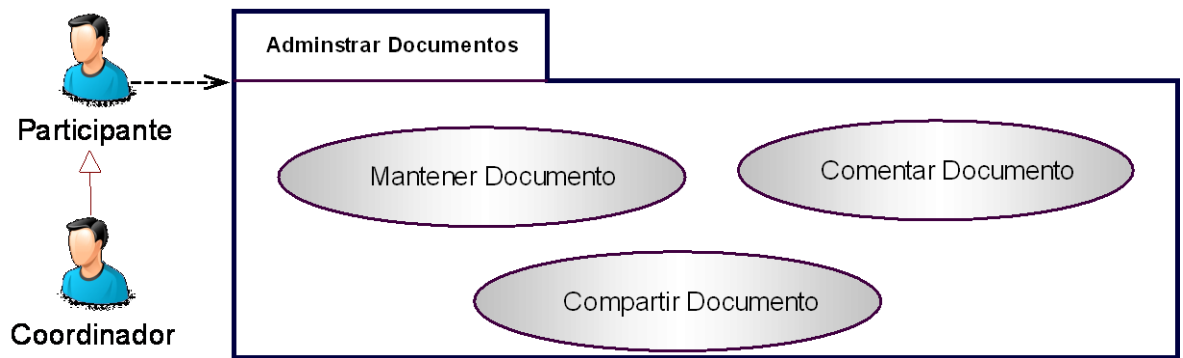 Adminstrar Documentos
Participante
Mantener Documento
Comentar Documento
Compartir Documento
Coordinador